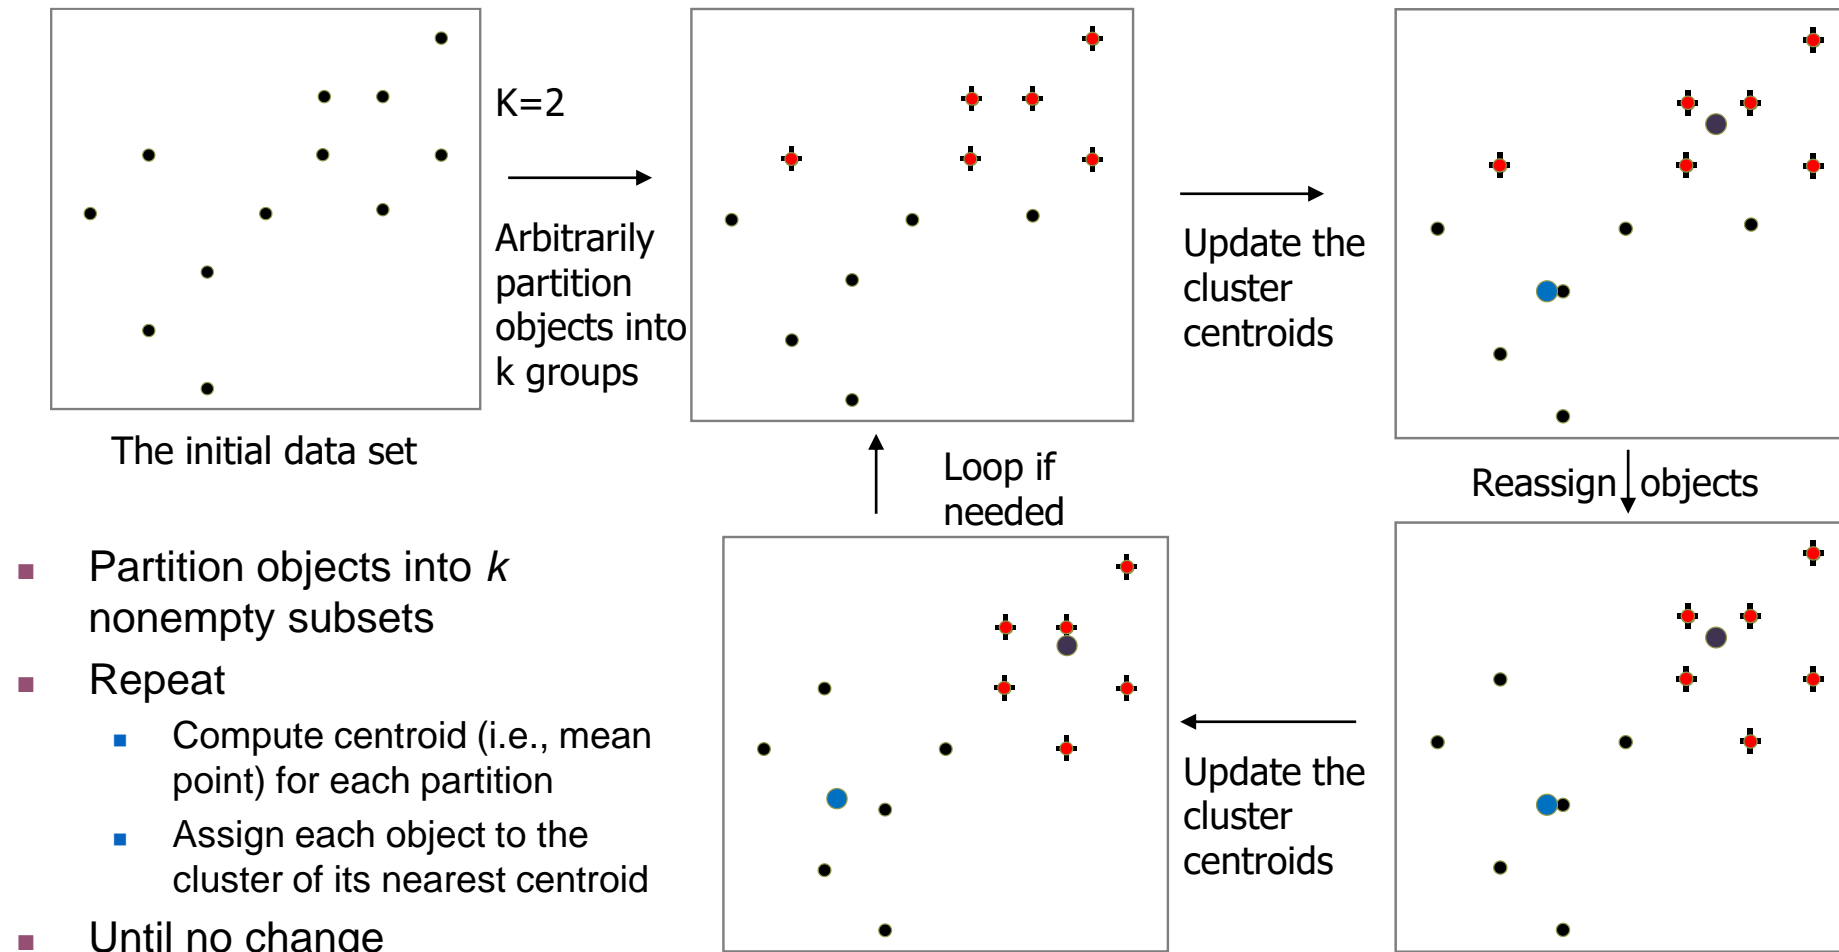 K=2
Arbitrarily
partition
objects into
k groups
Update the
cluster
centroids
The initial data set
Loop if
needed
Reassign objects
Update the
cluster
centroids
Partition objects into k
nonempty subsets
Repeat
Compute centroid (i.e., mean
point) for each partition
Assign each object to the
cluster of its nearest centroid
Until no change